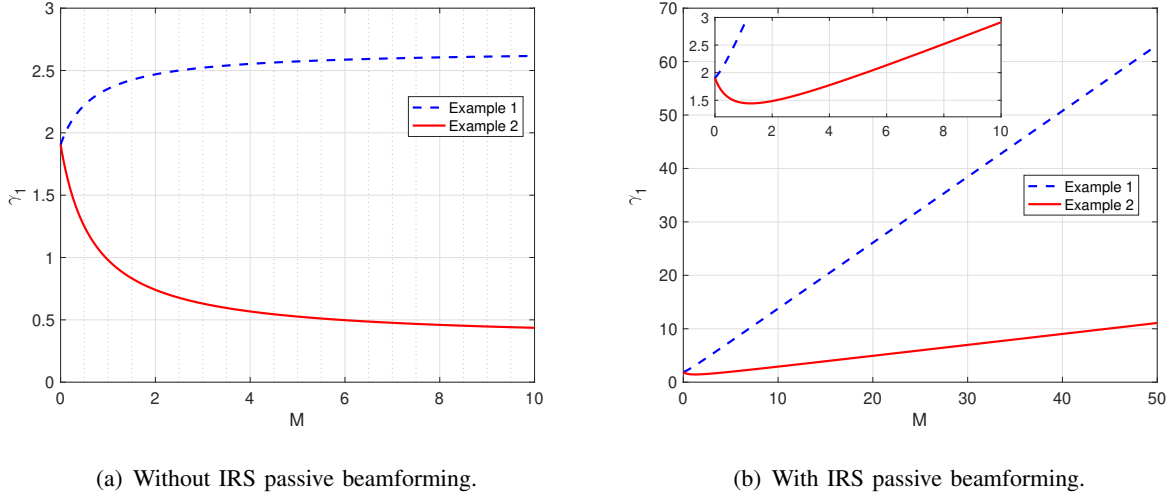 3
2.5
2
1.5
1
0.5
0
0 2 4 6 8 10
γ1
M
Example 1
Example 2
(a) Without IRS passive beamforming.
70
60
50
40
30
20
10
0
0 10 20 30 40 50
γ1
M
3
2.5
2
1.5
0 2 4 6 8 10
Example 1
Example 2
(b) With IRS passive beamforming.